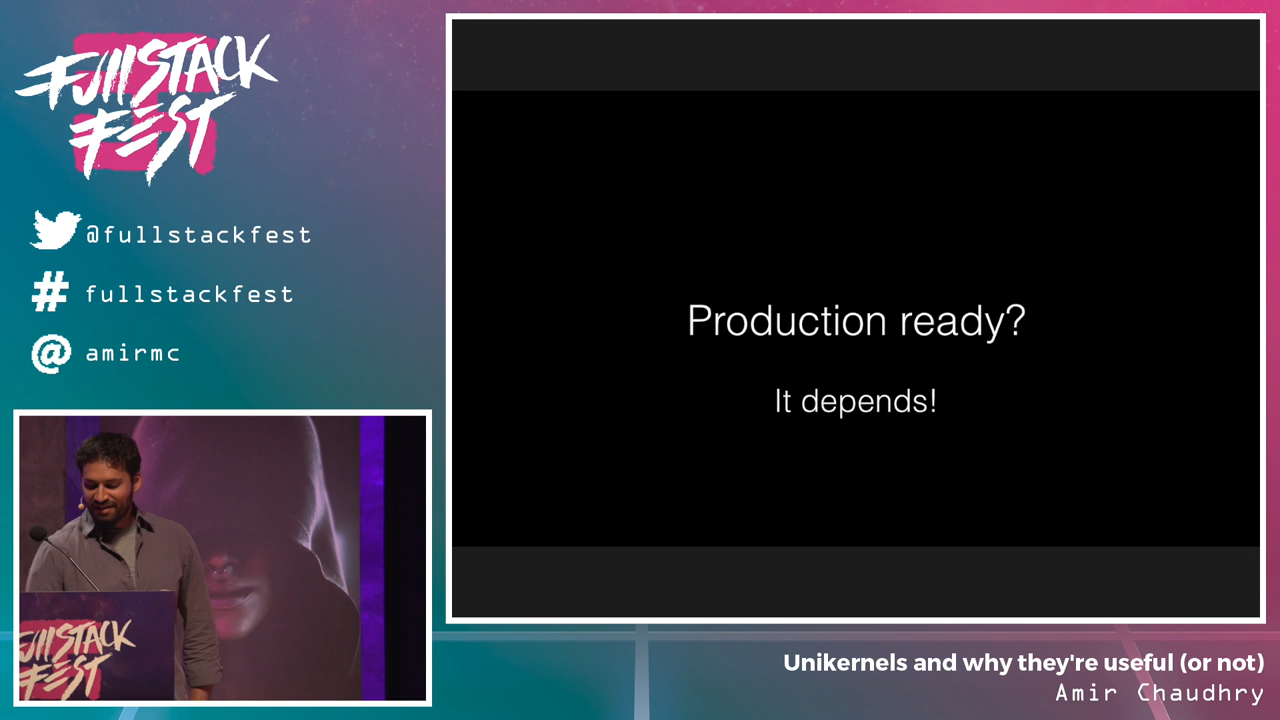 FullSTACK
FEST
@fullstackfest
# fullstackfest
@ amirmc
Production ready?
It depends!
FullSTACK
FEST
Unikernels and why they're useful (or not)
Amir Chaudhry